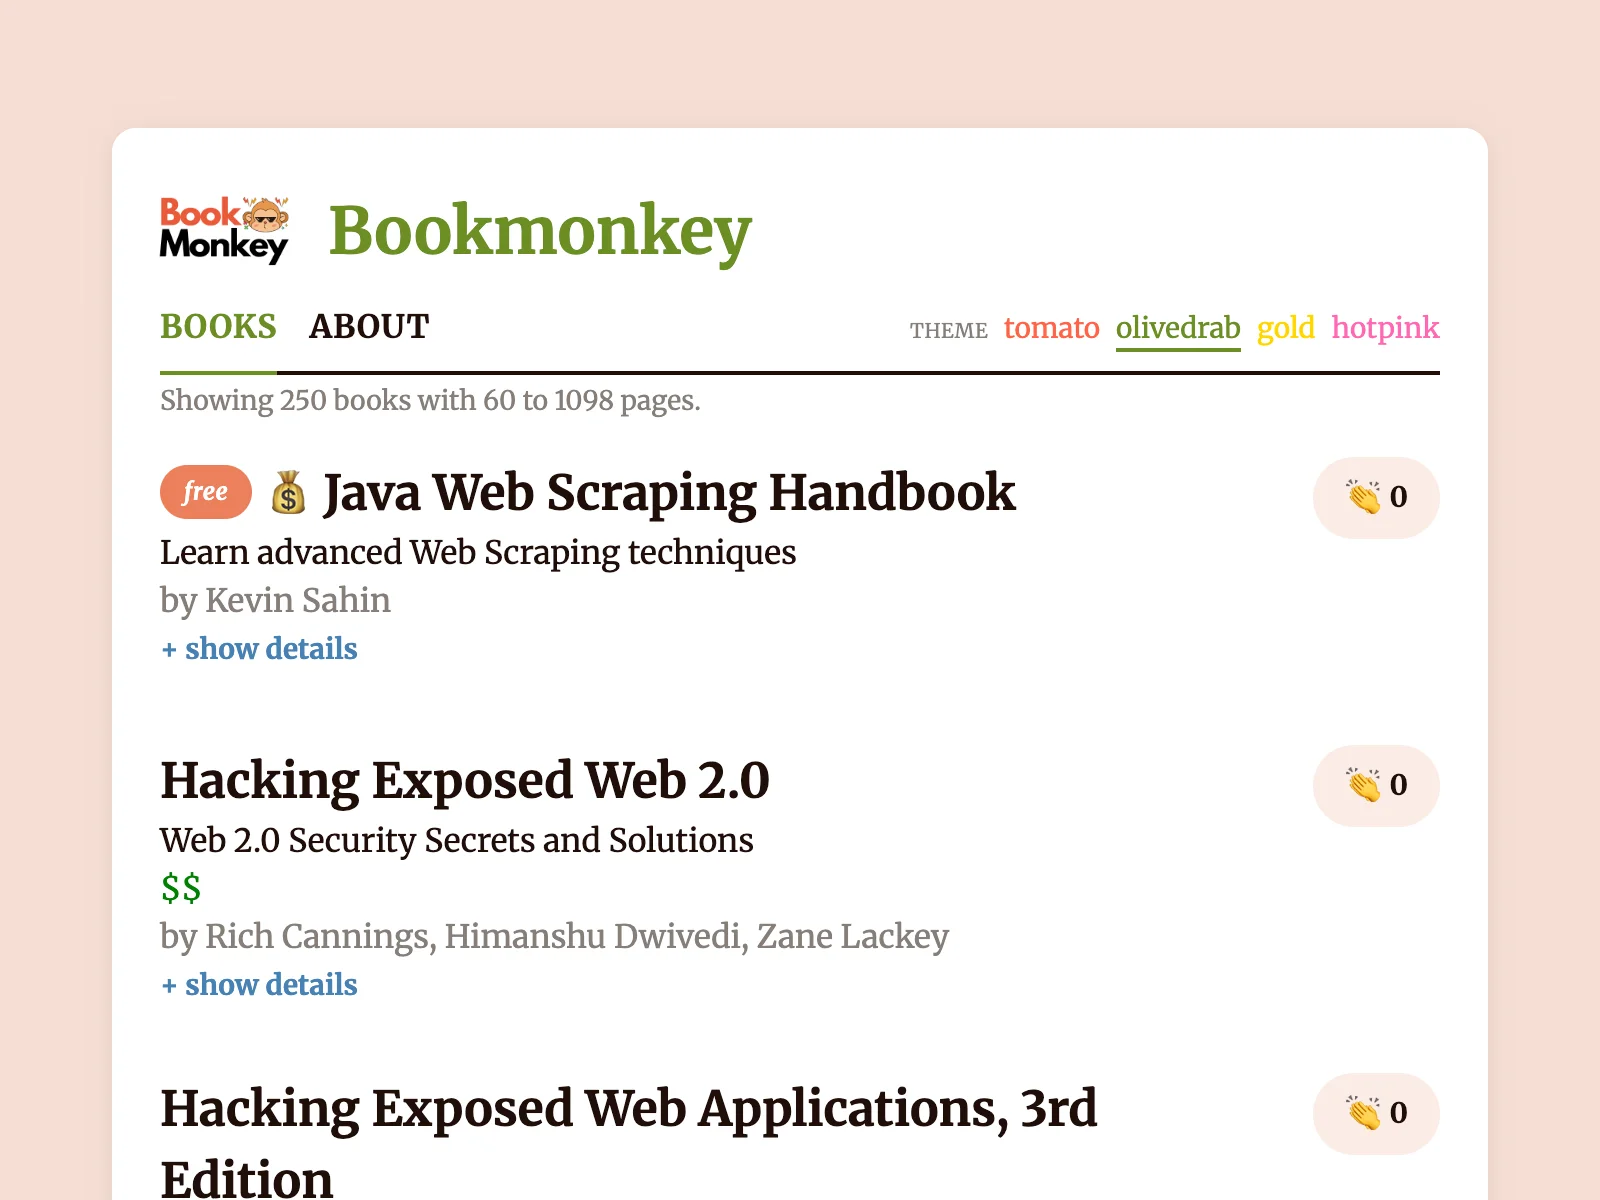 Book
Monkey
Bookmonkey
BOOKS ABOUT THEME tomato olivedrab gold hotpink
Showing 250 books with 60 to 1098 pages.
free 💰 Java Web Scraping Handbook 👏 0
Learn advanced Web Scraping techniques
by Kevin Sahin
+ show details
Hacking Exposed Web 2.0 👏 0
Web 2.0 Security Secrets and Solutions
$$
by Rich Cannings, Himanshu Dwivedi, Zane Lackey
+ show details
Hacking Exposed Web Applications, 3rd 👏 0
Edition